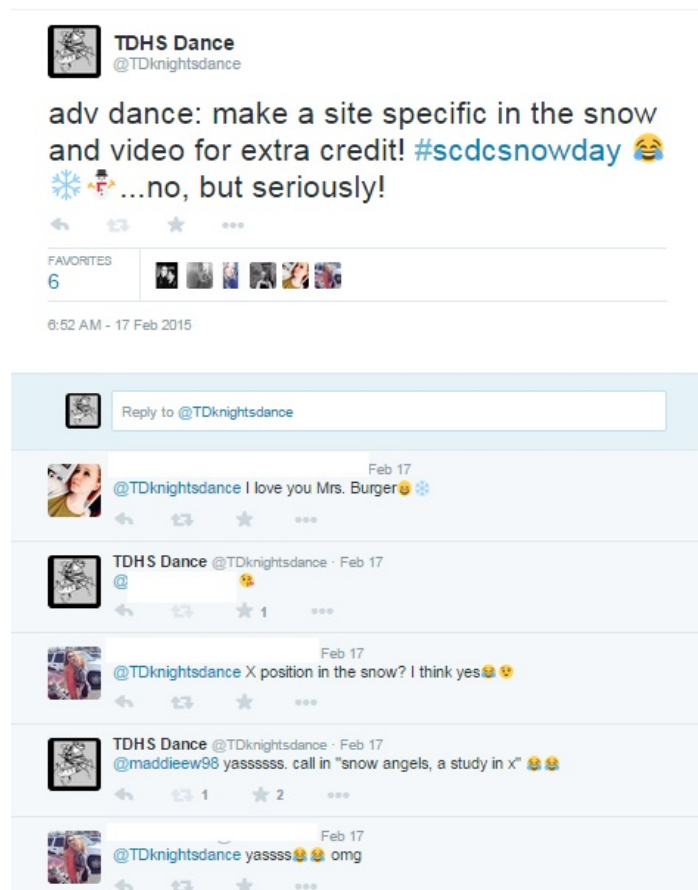 TDHS Dance
@TDknightsdance
adv dance: make a site specific in the snow
and video for extra credit! #scdcsnowday 😂
❄️⛄...no, but seriously!
FAVORITES
6
6:52 AM - 17 Feb 2015
Reply to @TDknightsdance
Feb 17
@TDknightsdance I love you Mrs. Burger😄❄️
TDHS Dance @TDknightsdance · Feb 17
@ 😘
1
Feb 17
@TDknightsdance X position in the snow? I think yes😂😉
TDHS Dance @TDknightsdance · Feb 17
@maddieew98 yassssss. call in "snow angels, a study in x" 😂😂
1 2
Feb 17
@TDknightsdance yassss😂😂 omg